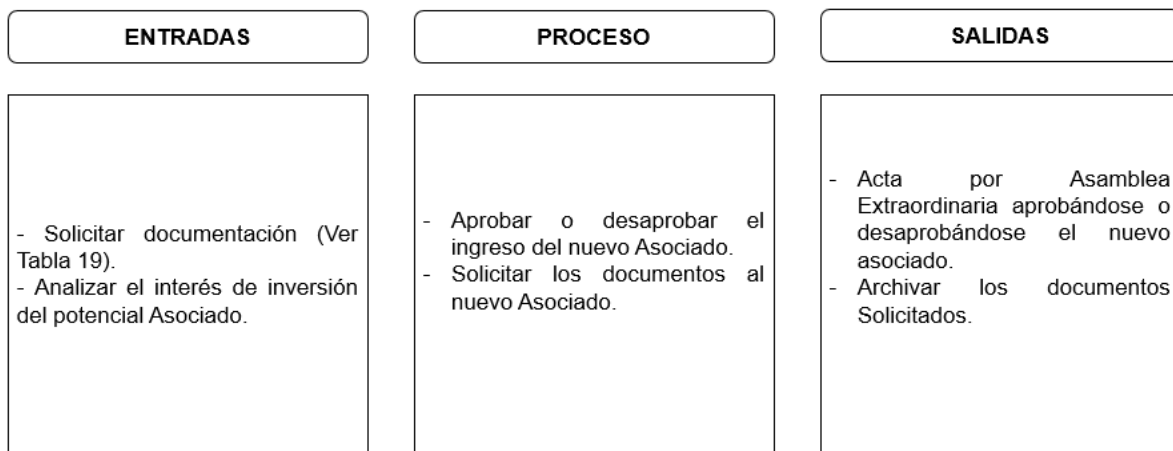 ENTRADAS
- Solicitar documentación (Ver
Tabla 19).
- Analizar el interés de inversión
del potencial Asociado.
PROCESO
- Aprobar o desaprobar el
ingreso del nuevo Asociado.
- Solicitar los documentos al
nuevo Asociado.
SALIDAS
- Acta por Asamblea
Extraordinaria aprobándose o
desaprobándose el nuevo
asociado.
- Archivar los documentos
Solicitados.